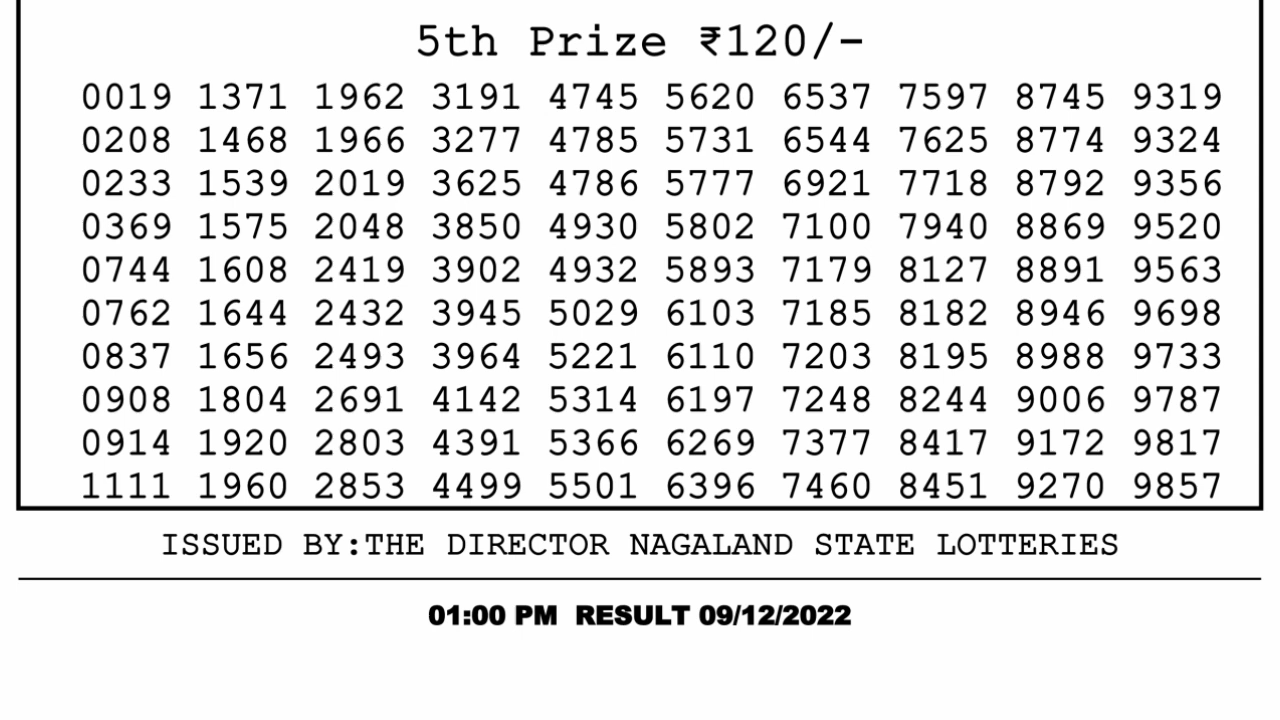 5th Prize ₹120/-
0019 1371 1962 3191 4745 5620 6537 7597 8745 9319
0208 1468 1966 3277 4785 5731 6544 7625 8774 9324
0233 1539 2019 3625 4786 5777 6921 7718 8792 9356
0369 1575 2048 3850 4930 5802 7100 7940 8869 9520
0744 1608 2419 3902 4932 5893 7179 8127 8891 9563
0762 1644 2432 3945 5029 6103 7185 8182 8946 9698
0837 1656 2493 3964 5221 6110 7203 8195 8988 9733
0908 1804 2691 4142 5314 6197 7248 8244 9006 9787
0914 1920 2803 4391 5366 6269 7377 8417 9172 9817
1111 1960 2853 4499 5501 6396 7460 8451 9270 9857
ISSUED BY:THE DIRECTOR NAGALAND STATE LOTTERIES
01:00 PM RESULT 09/12/2022